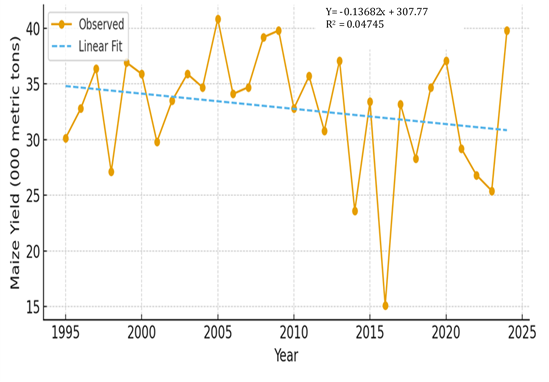 Y= -0.13682x + 307.77
R² = 0.04745
Observed
Linear Fit
Maize Yield (000 metric tons)
40
35
30
25
20
15
1995
2000
2005
2010
2015
2020
2025
Year